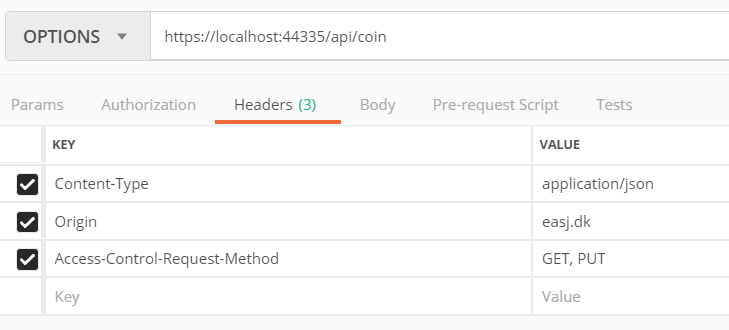 OPTIONS https://localhost:44335/api/coin
Params Authorization Headers (3) Body Pre-request Script Tests
KEY VALUE
Content-Type application/json
Origin easj.dk
Access-Control-Request-Method GET, PUT
Key Value